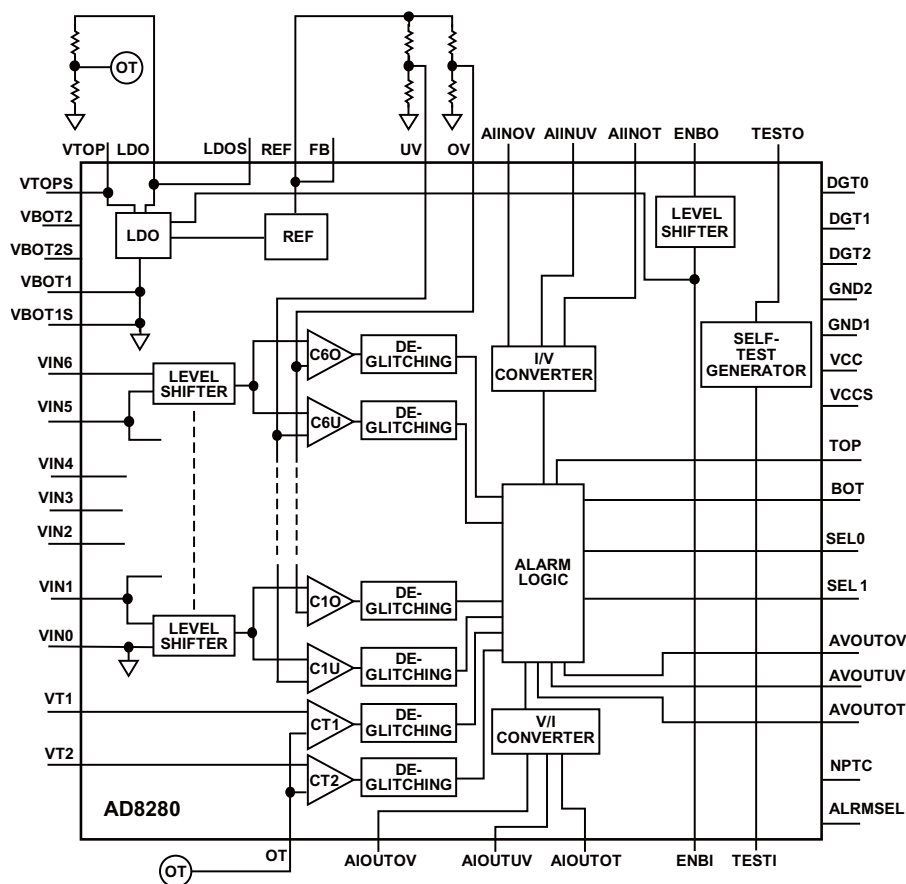 OT
VTOP LDO LDOS REF FB UV OV AIINOV AIINUV AIINOT ENBO TESTO
VTOPS
VBOT2
VBOT2S
VBOT1
VBOT1S
VIN6
VIN5
VIN4
VIN3
VIN2
VIN1
VIN0
VT1
VT2
LDO
REF
LEVEL
SHIFTER
LEVEL
SHIFTER
C6O
C6U
C1O
C1U
CT1
CT2
DE-
GLITCHING
DE-
GLITCHING
DE-
GLITCHING
DE-
GLITCHING
DE-
GLITCHING
DE-
GLITCHING
I/V
CONVERTER
ALARM
LOGIC
V/I
CONVERTER
LEVEL
SHIFTER
SELF-
TEST
GENERATOR
DGT0
DGT1
DGT2
GND2
GND1
VCC
VCCS
TOP
BOT
SEL0
SEL1
AVOUTOV
AVOUTUV
AVOUTOT
NPTC
ALRMSEL
AD8280
OT
OT AIOUTOV AIOUTUV AIOUTOT ENBI TESTI